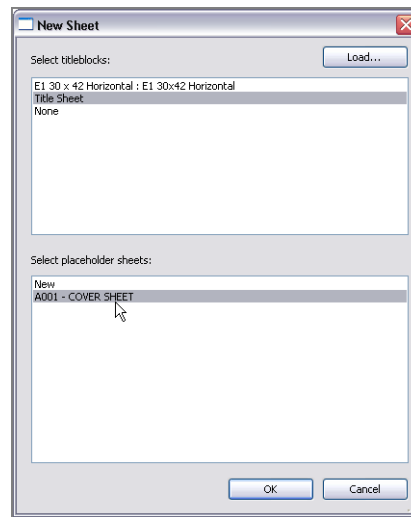 New Sheet
Select titleblocks:
Load...
E1 30 x 42 Horizontal : E1 30x42 Horizontal
Title Sheet
None
Select placeholder sheets:
New
A001 - COVER SHEET
OK
Cancel